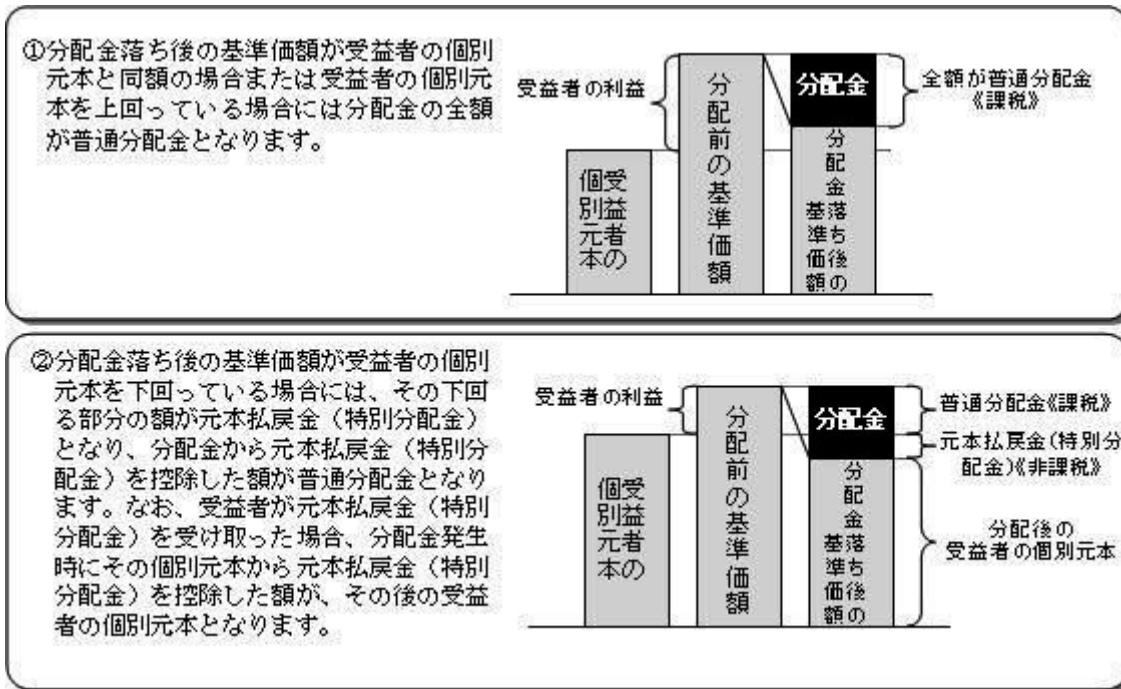 ①分配金落ち後の基準価額が受益者の個別
元本と同額の場合または受益者の個別元
本を上回っている場合には分配金の全額
が普通分配金となります。
受益者の利益
受益者の
個別元本
分配前の基準価額
分配金
分配金落ち後の
基準価額
全額が普通分配金
《課税》
②分配金落ち後の基準価額が受益者の個別
元本を下回っている場合には、その下回
る部分の額が元本払戻金（特別分配金）
となり、分配金から元本払戻金（特別分
配金）を控除した額が普通分配金となり
ます。なお、受益者が元本払戻金（特別
分配金）を受け取った場合、分配金発生
時にその個別元本から元本払戻金（特別
分配金）を控除した額が、その後の受益
者の個別元本となります。
受益者の利益
受益者の
個別元本
分配前の基準価額
分配金
分配金落ち後の
基準価額
普通分配金《課税》
元本払戻金(特別分
配金)《非課税》
分配後の
受益者の個別元本